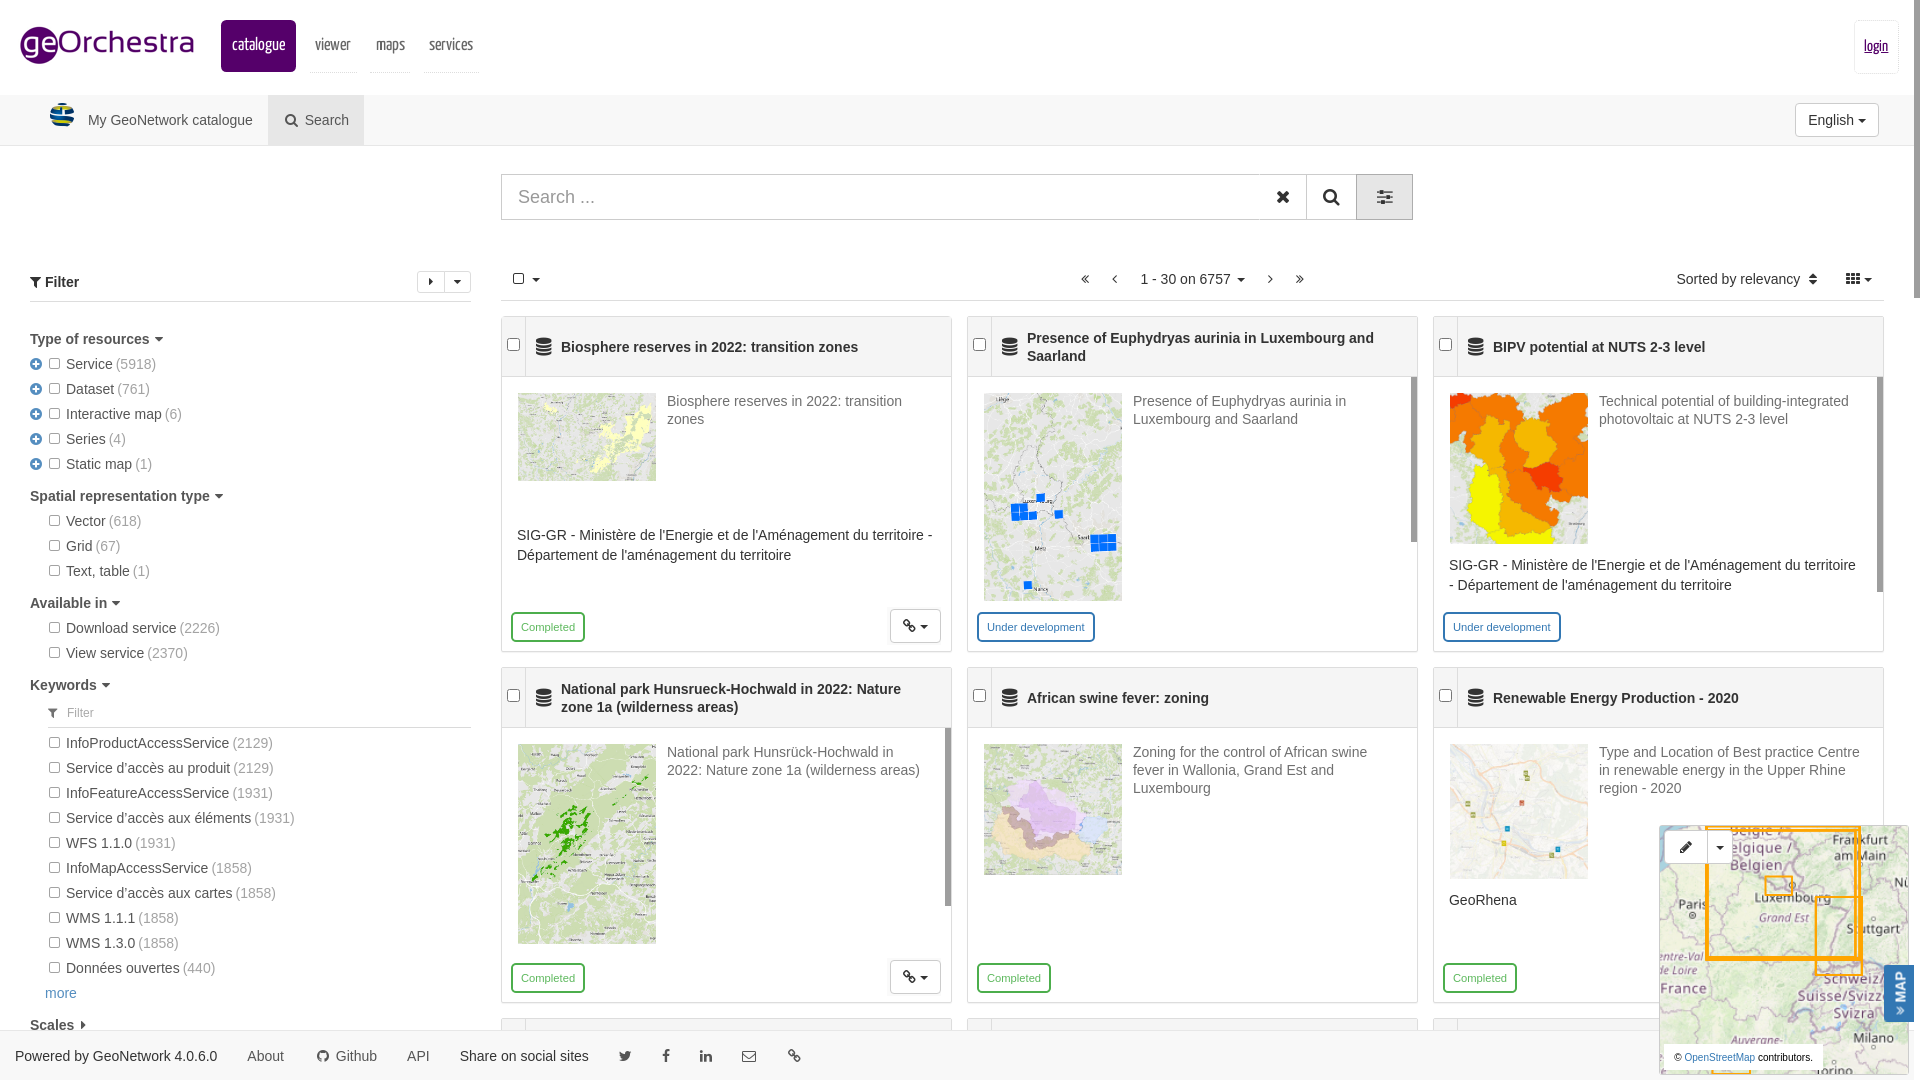 geOrchestra
catalogue
viewer
maps
services
login
My GeoNetwork catalogue
Search
English
Search ...
Filter
1 - 30 on 6757
Sorted by relevancy
Type of resources
Service (5918)
Dataset (761)
Interactive map (6)
Series (4)
Static map (1)
Spatial representation type
Vector (618)
Grid (67)
Text, table (1)
Available in
Download service (2226)
View service (2370)
Keywords
Filter
InfoProductAccessService (2129)
Service d’accès au produit (2129)
InfoFeatureAccessService (1931)
Service d’accès aux éléments (1931)
WFS 1.1.0 (1931)
InfoMapAccessService (1858)
Service d’accès aux cartes (1858)
WMS 1.1.1 (1858)
WMS 1.3.0 (1858)
Données ouvertes (440)
more
Scales
Biosphere reserves in 2022: transition zones
Biosphere reserves in 2022: transition
zones
SIG-GR - Ministère de l'Energie et de l'Aménagement du territoire -
Département de l'aménagement du territoire
Completed
Presence of Euphydryas aurinia in Luxembourg and
Saarland
Presence of Euphydryas aurinia in
Luxembourg and Saarland
Liège
Metz
Nancy
Under development
BIPV potential at NUTS 2-3 level
Technical potential of building-integrated
photovoltaic at NUTS 2-3 level
SIG-GR - Ministère de l'Energie et de l'Aménagement du territoire
- Département de l'aménagement du territoire
Under development
National park Hunsrueck-Hochwald in 2022: Nature
zone 1a (wilderness areas)
National park Hunsrück-Hochwald in
2022: Nature zone 1a (wilderness areas)
Completed
African swine fever: zoning
Zoning for the control of African swine
fever in Wallonia, Grand Est and
Luxembourg
Completed
Renewable Energy Production - 2020
Type and Location of Best practice Centre
in renewable energy in the Upper Rhine
region - 2020
GeoRhena
Completed
België /
elgique /
Belgien
Frankfurt
am Main
Nü
Luxembourg
Paris
Grand Est
Stuttgart
entre-Val
de Loire
France
Schweiz/
Suisse/Svizze
Svizra
Auvergne-
Milano
Torino
MAP
© OpenStreetMap contributors.
Powered by GeoNetwork 4.0.6.0
About
Github
API
Share on social sites